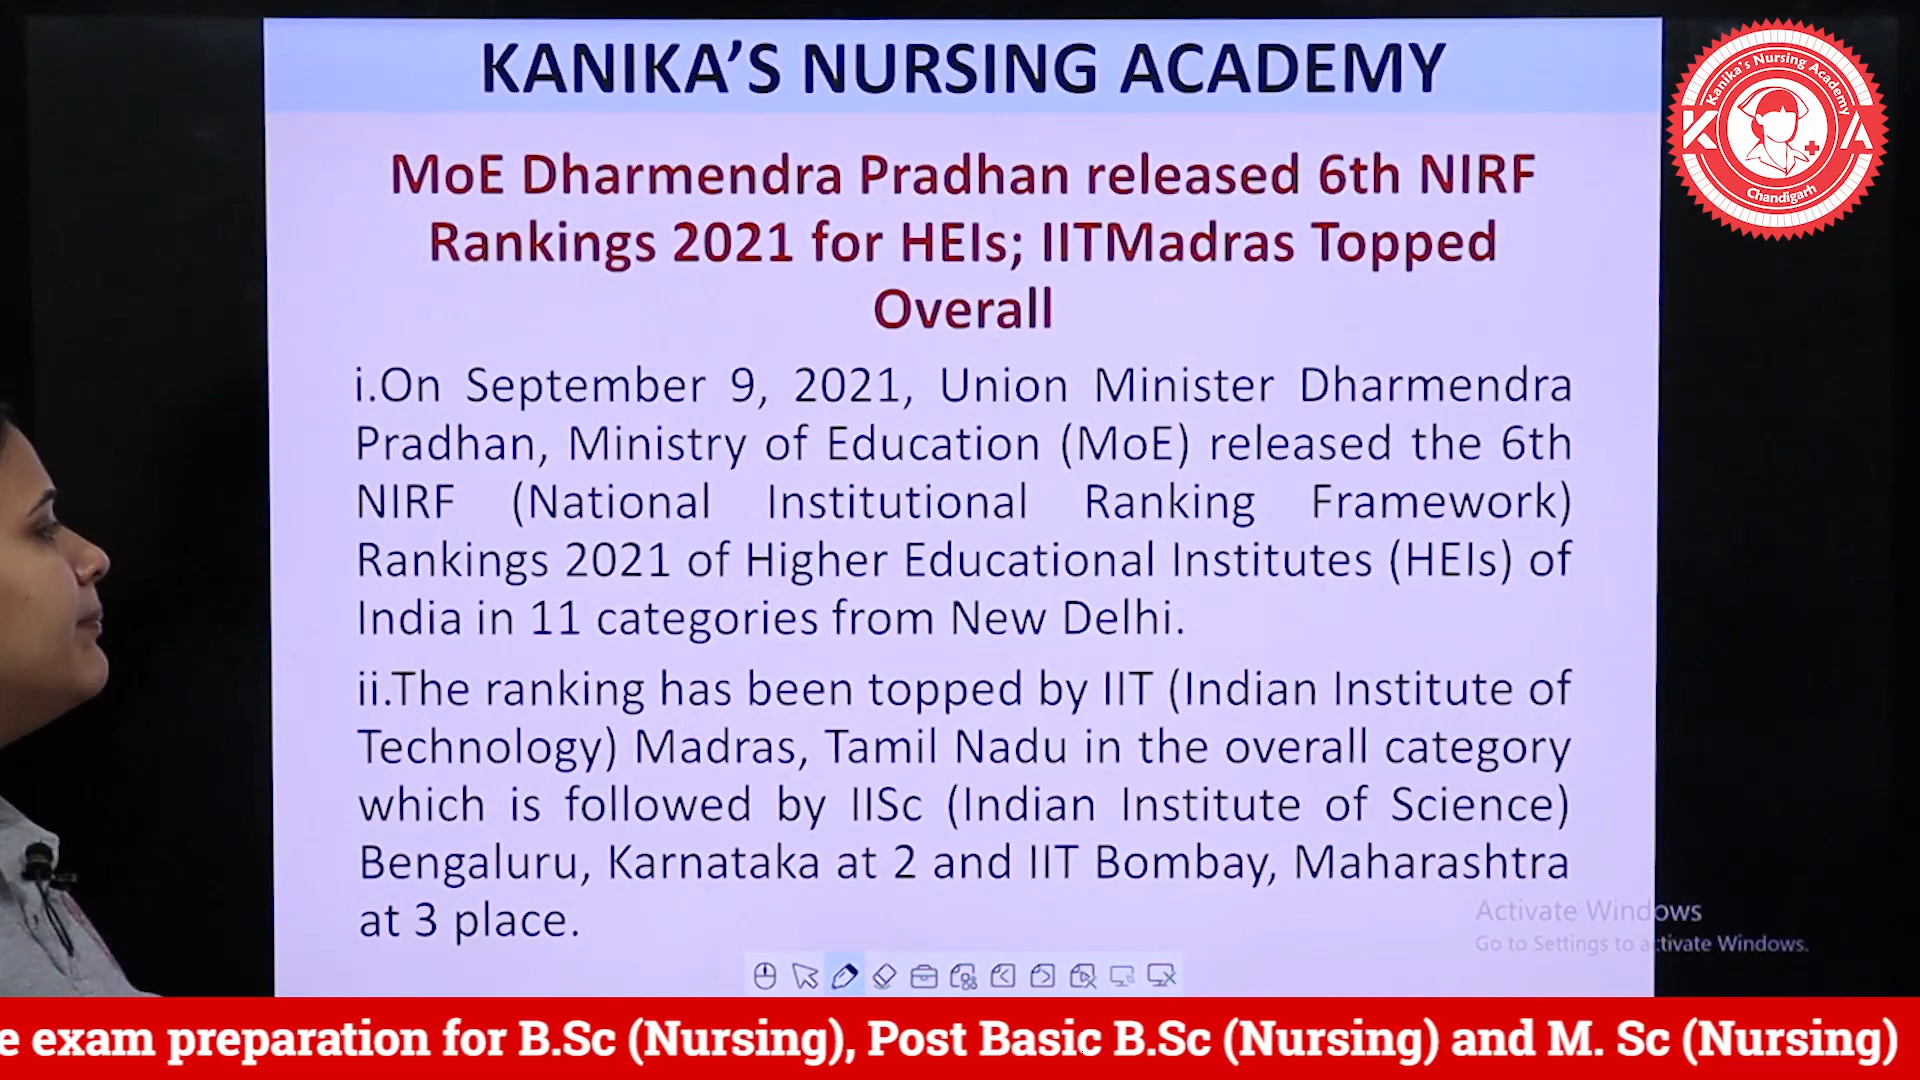 KANIKA'S NURSING ACADEMY
Kanika's Nursing Academy
K A
Chandigarh
MoE Dharmendra Pradhan released 6th NIRF
Rankings 2021 for HEIs; IITMadras Topped
Overall
i.On September 9, 2021, Union Minister Dharmendra
Pradhan, Ministry of Education (MoE) released the 6th
NIRF (National Institutional Ranking Framework)
Rankings 2021 of Higher Educational Institutes (HEIs) of
India in 11 categories from New Delhi.
ii.The ranking has been topped by IIT (Indian Institute of
Technology) Madras, Tamil Nadu in the overall category
which is followed by IISc (Indian Institute of Science)
Bengaluru, Karnataka at 2 and IIT Bombay, Maharashtra
at 3 place.
Activate Windows
Go to Settings to activate Windows.
e exam preparation for B.Sc (Nursing), Post Basic B.Sc (Nursing) and M. Sc (Nursing)